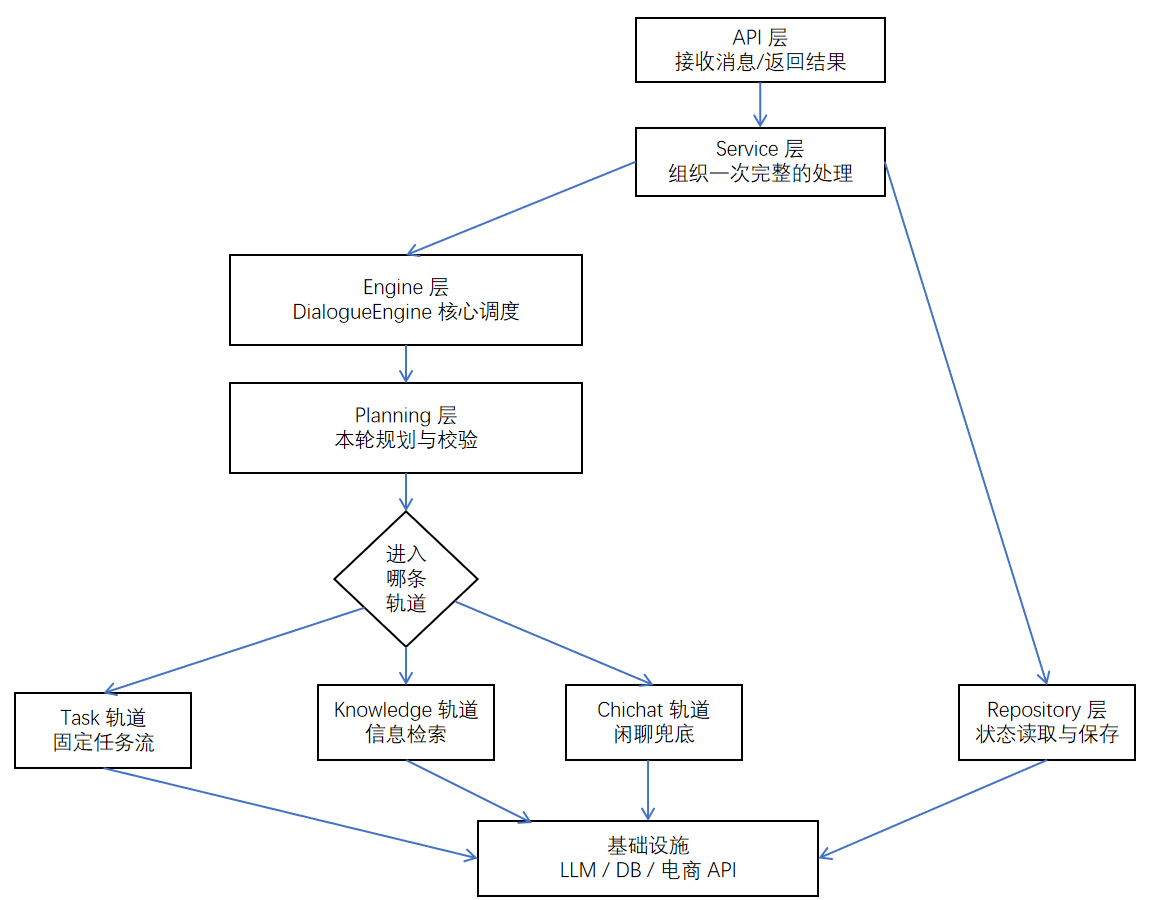 API 层
接收消息/返回结果
Service 层
组织一次完整的处理
Engine 层
DialogueEngine 核心调度
Planning 层
本轮规划与校验
进入
哪条
轨道
Task 轨道
固定任务流
Knowledge 轨道
信息检索
Chichat 轨道
闲聊兜底
Repository 层
状态读取与保存
基础设施
LLM / DB / 电商 API